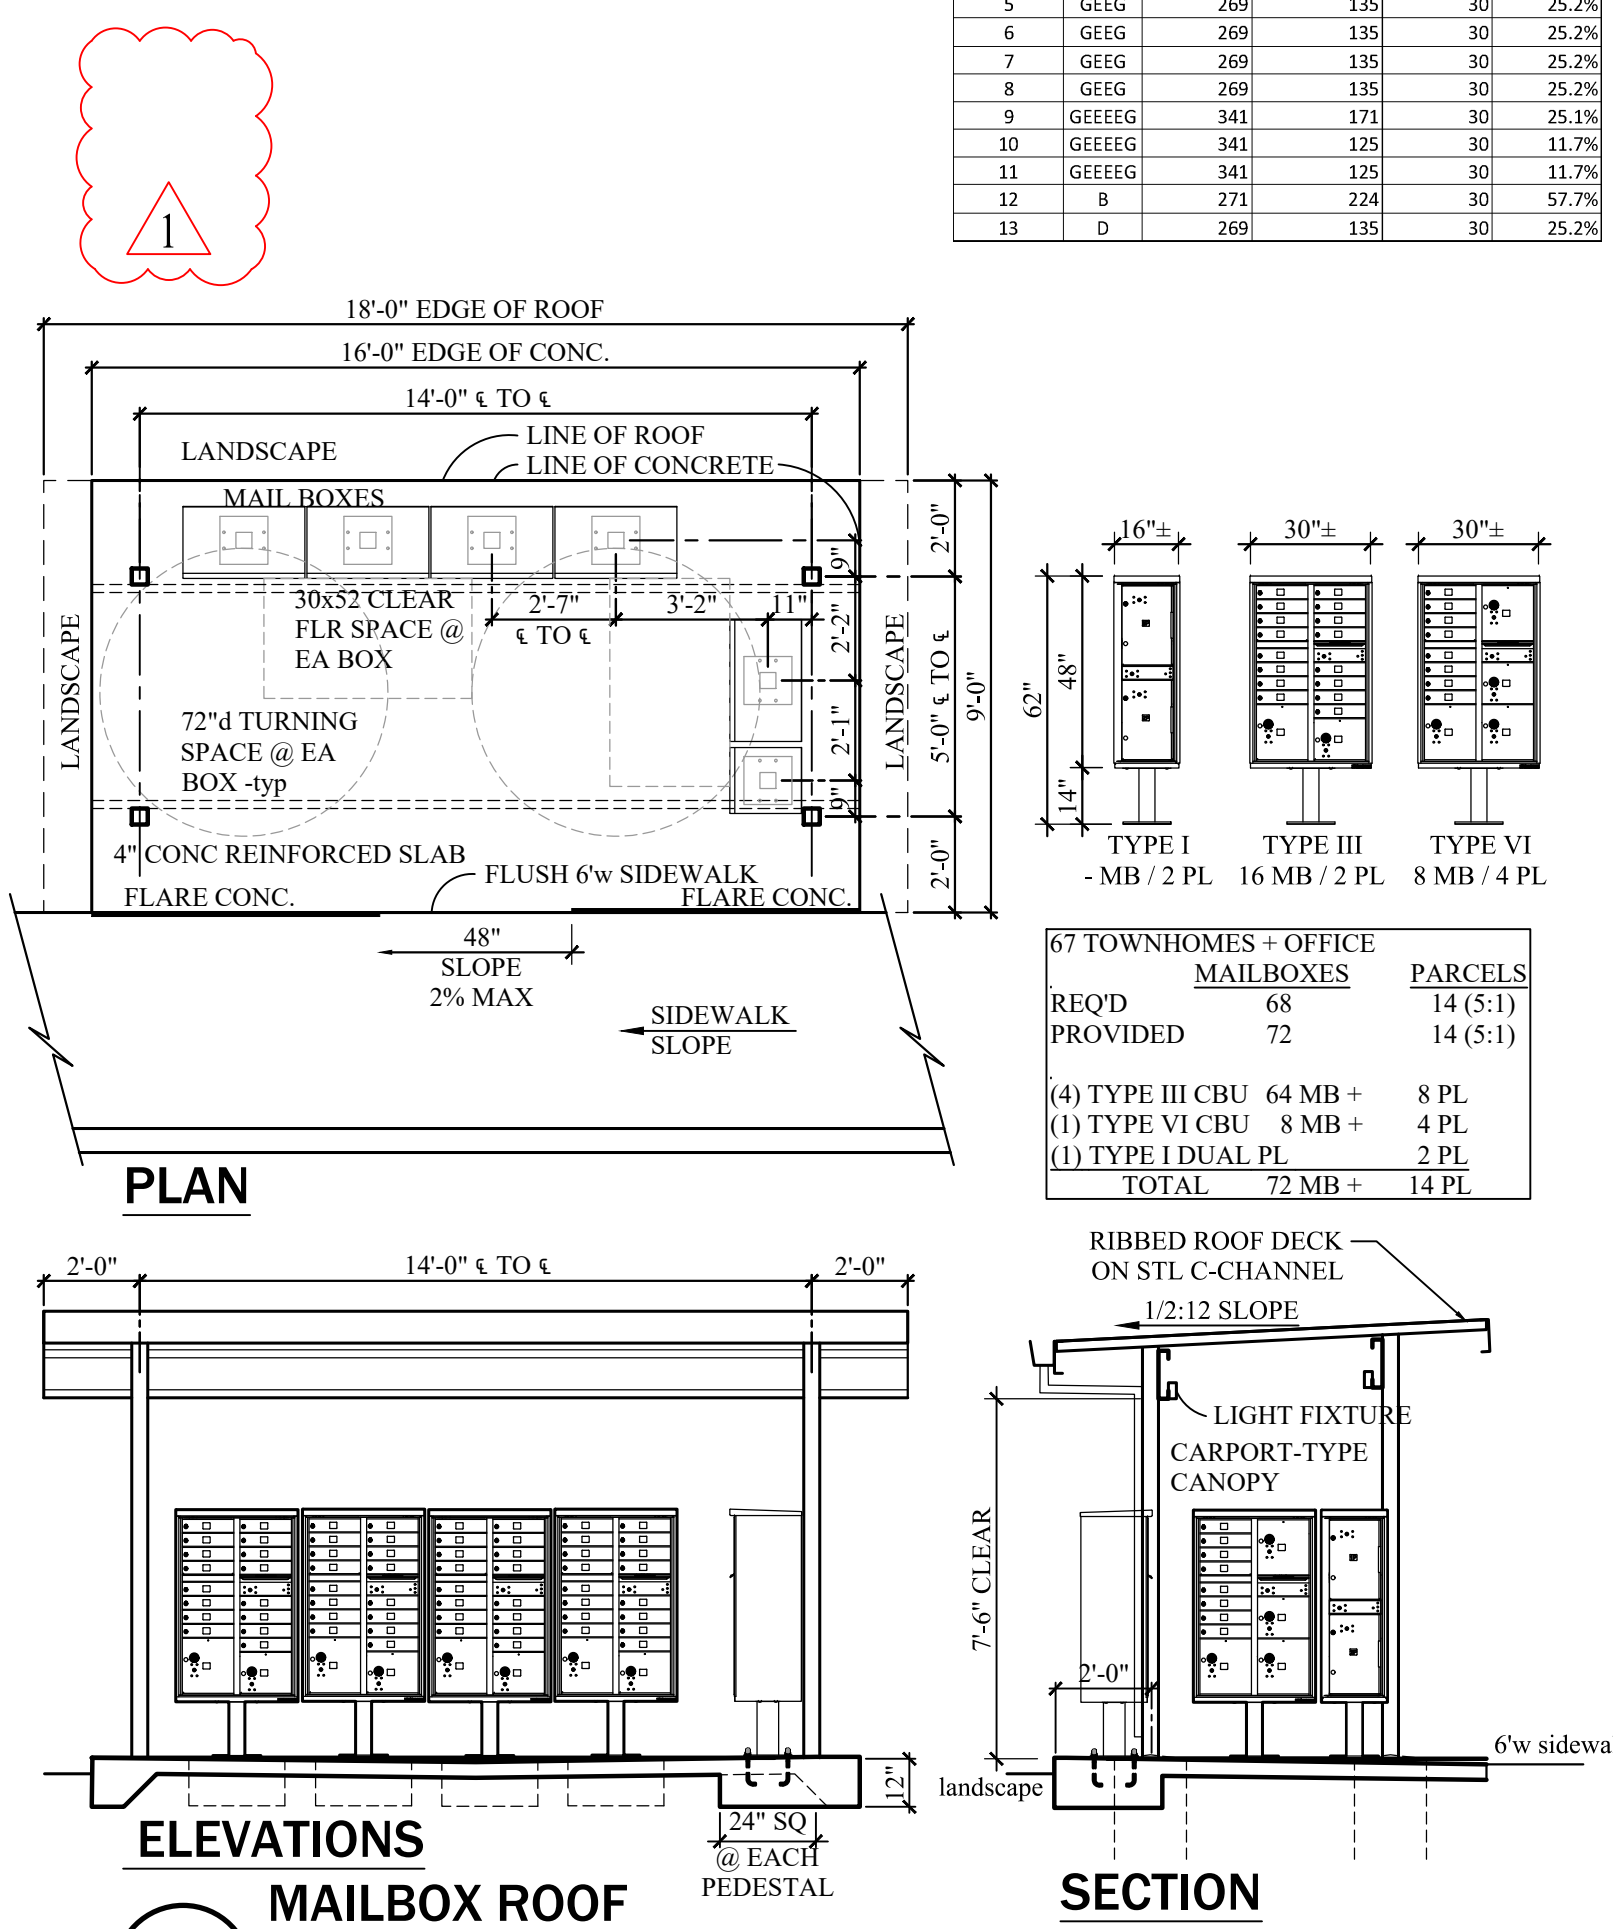 5 GEEG 269 135 30 25.2%
6 GEEG 269 135 30 25.2%
7 GEEG 269 135 30 25.2%
8 GEEG 269 135 30 25.2%
9 GEEEEG 341 171 30 25.1%
10 GEEEEG 341 125 30 11.7%
11 GEEEEG 341 125 30 11.7%
12 B 271 224 30 57.7%
13 D 269 135 30 25.2%
1
18'-0" EDGE OF ROOF
16'-0" EDGE OF CONC.
14'-0" ℄ TO ℄
LANDSCAPE
LINE OF ROOF
LINE OF CONCRETE
MAIL BOXES
30x52 CLEAR
FLR SPACE @
EA BOX
2'-7"
℄ TO ℄
3'-2"
11"
72"d TURNING
SPACE @ EA
BOX -typ
LANDSCAPE
9"
2'-2"
2'-1"
9"
LANDSCAPE
2'-0"
5'-0" ℄ TO ℄
2'-0"
9'-0"
4" CONC REINFORCED SLAB
FLUSH 6'w SIDEWALK
FLARE CONC.
FLARE CONC.
48"
SLOPE
2% MAX
SIDEWALK
SLOPE
PLAN
16"±
30"±
30"±
62"
48"
14"
TYPE I
- MB / 2 PL
TYPE III
16 MB / 2 PL
TYPE VI
8 MB / 4 PL
67 TOWNHOMES + OFFICE
MAILBOXES PARCELS
REQ'D 68 14 (5:1)
PROVIDED 72 14 (5:1)
(4) TYPE III CBU 64 MB + 8 PL
(1) TYPE VI CBU 8 MB + 4 PL
(1) TYPE I DUAL PL 2 PL
TOTAL 72 MB + 14 PL
2'-0"
14'-0" ℄ TO ℄
2'-0"
12"
24" SQ
@ EACH
PEDESTAL
ELEVATIONS
MAILBOX ROOF
RIBBED ROOF DECK
ON STL C-CHANNEL
1/2:12 SLOPE
LIGHT FIXTURE
CARPORT-TYPE
CANOPY
7'-6" CLEAR
2'-0"
6'w sidewa
landscape
SECTION